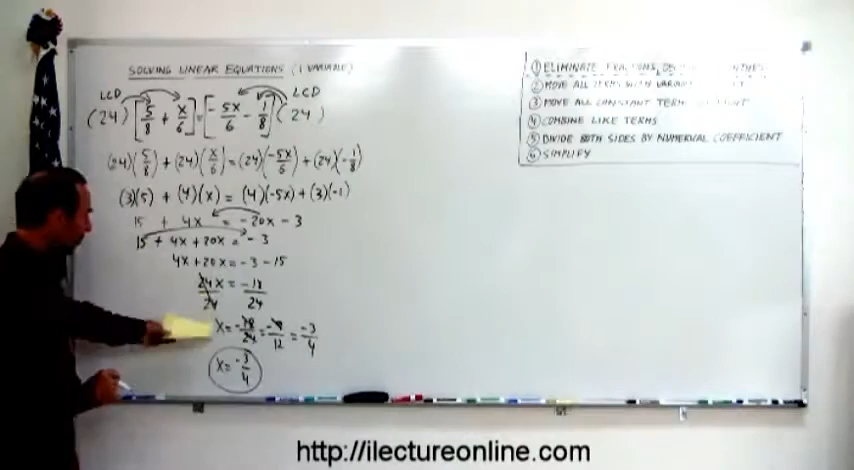 SOLVING LINEAR EQUATIONS (1 VARIABLE)
LCD LCD
(24) [5/8 + x/6] = [-5x/6 - 1/8] (24)
(24)(5/8) + (24)(x/6) = (24)(-5x/6) + (24)(-1/8)
(3)(5) + (4)(x) = (4)(-5x) + (3)(-1)
15 + 4x = -20x - 3
15 + 4x + 20x = -3
4x + 20x = -3 - 15
24x/24 = -18/24
x = -18/24 = -9/12 = -3/4
x = -3/4
① ELIMINATE
② MOVE ALL TERMS WITH
③ MOVE ALL CONSTANT
④ COMBINE LIKE TERMS
⑤ DIVIDE BOTH SIDES BY NUMERICAL COEFFICIENT
⑥ SIMPLIFY
http://ilectureonline.com